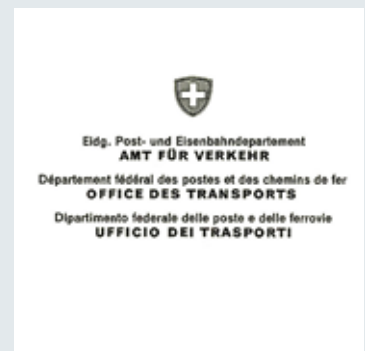 Eidg. Post- und Eisenbahndepartement
AMT FÜR VERKEHR
Département fédéral des postes et des chemins de fer
OFFICE DES TRANSPORTS
Dipartimento federale delle poste e delle ferrovie
UFFICIO DEI TRASPORTI